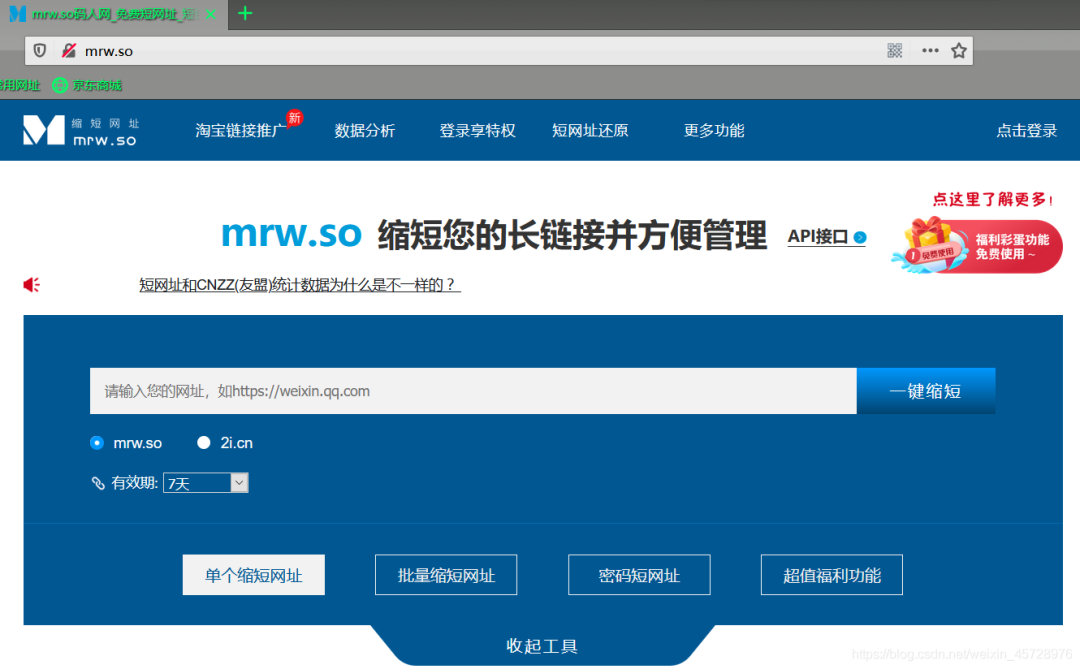 mrw.so码人网_免费短网址_短
mrw.so
常用网址 京东商城
缩短网址
mrw.so
淘宝链接推广 新 数据分析 登录享特权 短网址还原 更多功能 点击登录
点这里了解更多!
mrw.so 缩短您的长链接并方便管理 API接口
福利彩蛋功能
免费使用~
1 免费使用
短网址和CNZZ(友盟)统计数据为什么是不一样的？
请输入您的网址，如https://weixin.qq.com 一键缩短
mrw.so 2i.cn
有效期: 7天
单个缩短网址 批量缩短网址 密码短网址 超值福利功能
收起工具
https://blog.csdn.net/weixin_45728976